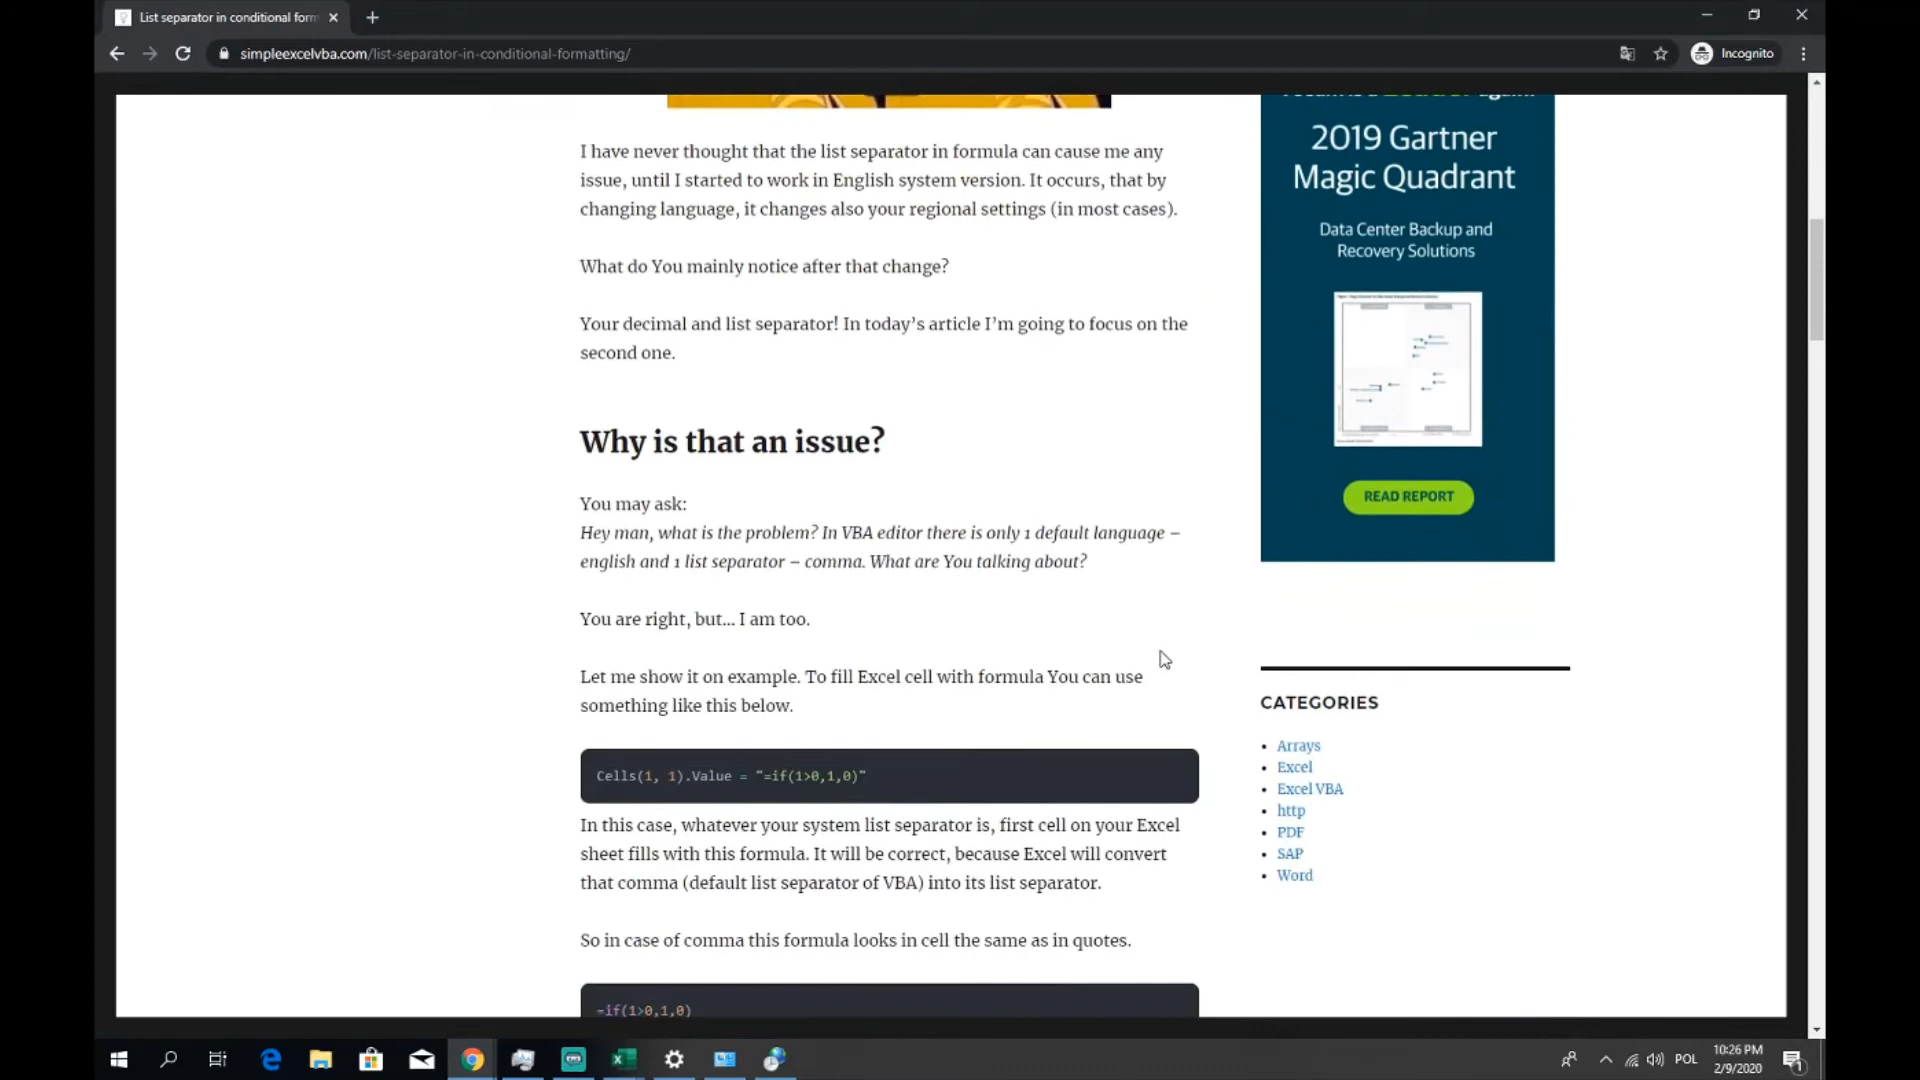 List separator in conditional form
simpleexcelvba.com/list-separator-in-conditional-formatting/
Incognito
I have never thought that the list separator in formula can cause me any
issue, until I started to work in English system version. It occurs, that by
changing language, it changes also your regional settings (in most cases).
What do You mainly notice after that change?
Your decimal and list separator! In today's article I'm going to focus on the
second one.
Why is that an issue?
You may ask:
Hey man, what is the problem? In VBA editor there is only 1 default language –
english and 1 list separator – comma. What are You talking about?
You are right, but... I am too.
Let me show it on example. To fill Excel cell with formula You can use
something like this below.
Cells(1, 1).Value = "=if(1>0,1,0)"
In this case, whatever your system list separator is, first cell on your Excel
sheet fills with this formula. It will be correct, because Excel will convert
that comma (default list separator of VBA) into its list separator.
So in case of comma this formula looks in cell the same as in quotes.
=if(1>0,1,0)
2019 Gartner
Magic Quadrant
Data Center Backup and
Recovery Solutions
READ REPORT
CATEGORIES
Arrays
Excel
Excel VBA
http
PDF
SAP
Word
POL
10:26 PM
2/9/2020
1